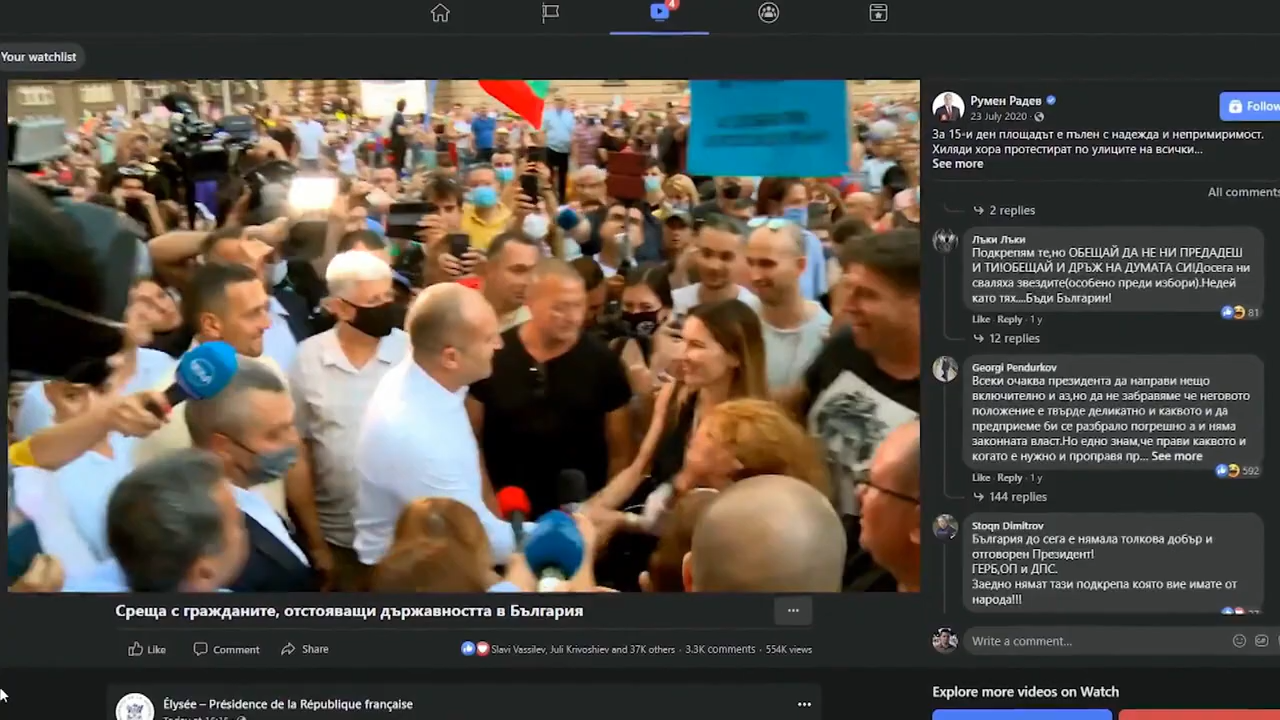 4
Your watchlist
Румен Радев
23 July 2020
Follow
За 15-и ден площадът е пълен с надежда и непримиримост.
Хиляди хора протестират по улиците на всички...
See more
All comments
2 replies
Лъки Лъки
Подкрепям те,но ОБЕЩАЙ ДА НЕ НИ ПРЕДАДЕШ
И ТИ!ОБЕЩАЙ И ДРЪЖ НА ДУМАТА СИ!Досега ни
сваляха звездите(особено преди избори).Недей
като тях....Бъди Българин!
81
Like · Reply · 1 y
12 replies
Georgi Pendurkov
Всеки очаква президента да направи нещо
включително и аз,но да не забравяме че неговото
положение е твърде деликатно и каквото и да
предприеме би се разбрало погрешно а и няма
законната власт.Но едно знам,че прави каквото и
когато е нужно и проправя пр... See more
592
Like · Reply · 1 y
144 replies
Stoqn Dimitrov
България до сега е нямала толкова добър и
отговорен Президент!
ГЕРБ,ОП и ДПС.
Заедно нямат тази подкрепа която вие имате от
народа!!!
Write a comment...
Среща с гражданите, отстояващи държавността в България
Like
Comment
Share
Slavi Vassilev, Juli Krivoshiev and 37K others · 3.3K comments · 554K views
Élysée – Présidence de la République française
Explore more videos on Watch